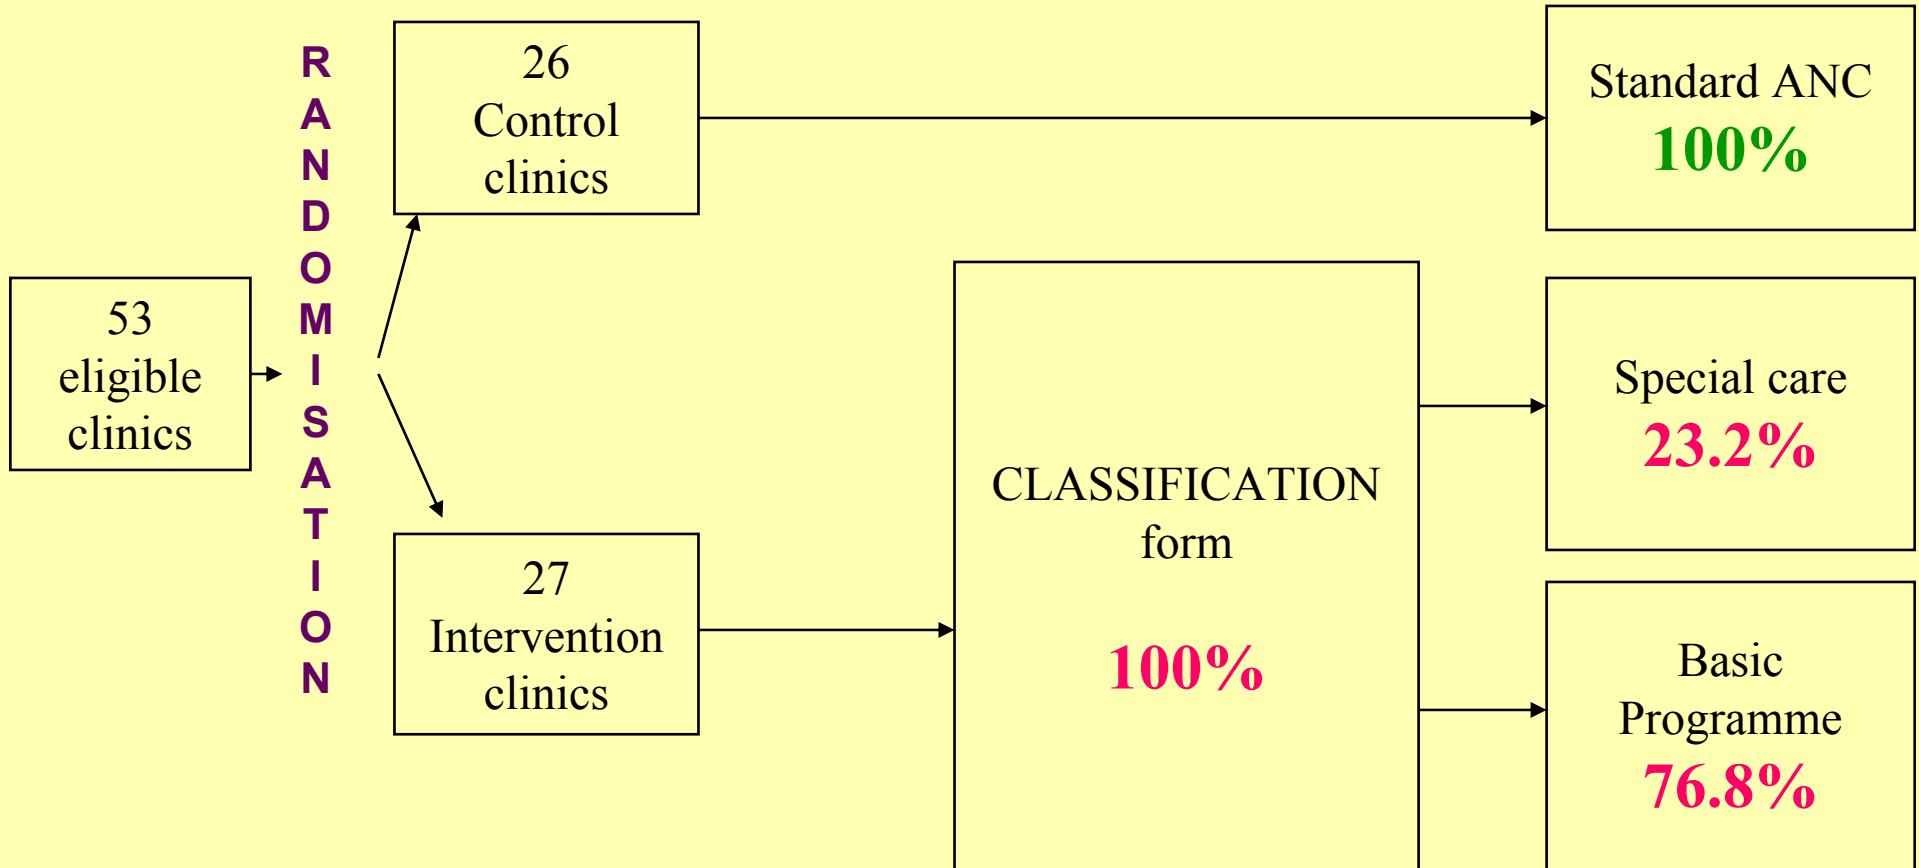 53
eligible
clinics
R
A
N
D
O
M
I
S
A
T
I
O
N
26
Control
clinics
Standard ANC
100%
27
Intervention
clinics
CLASSIFICATION
form
100%
Special care
23.2%
Basic
Programme
76.8%